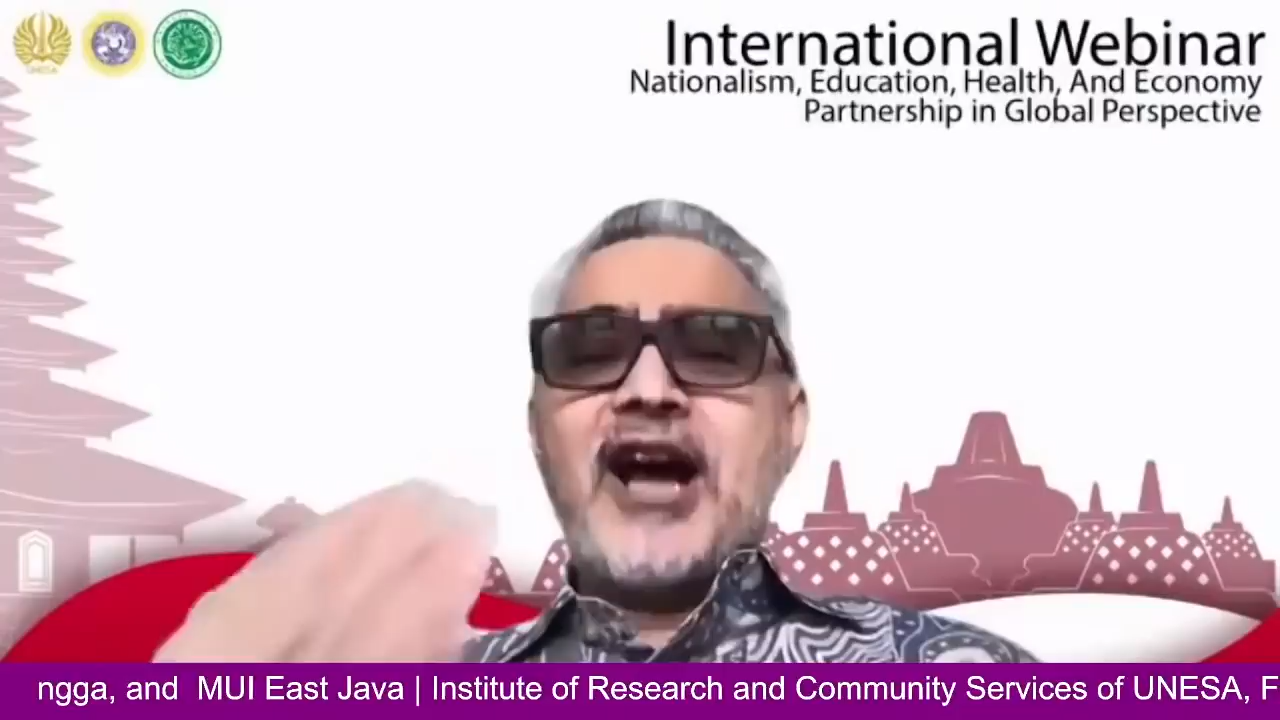 UNESA
International Webinar
Nationalism, Education, Health, And Economy
Partnership in Global Perspective
ngga, and  MUI East Java | Institute of Research and Community Services of UNESA, F